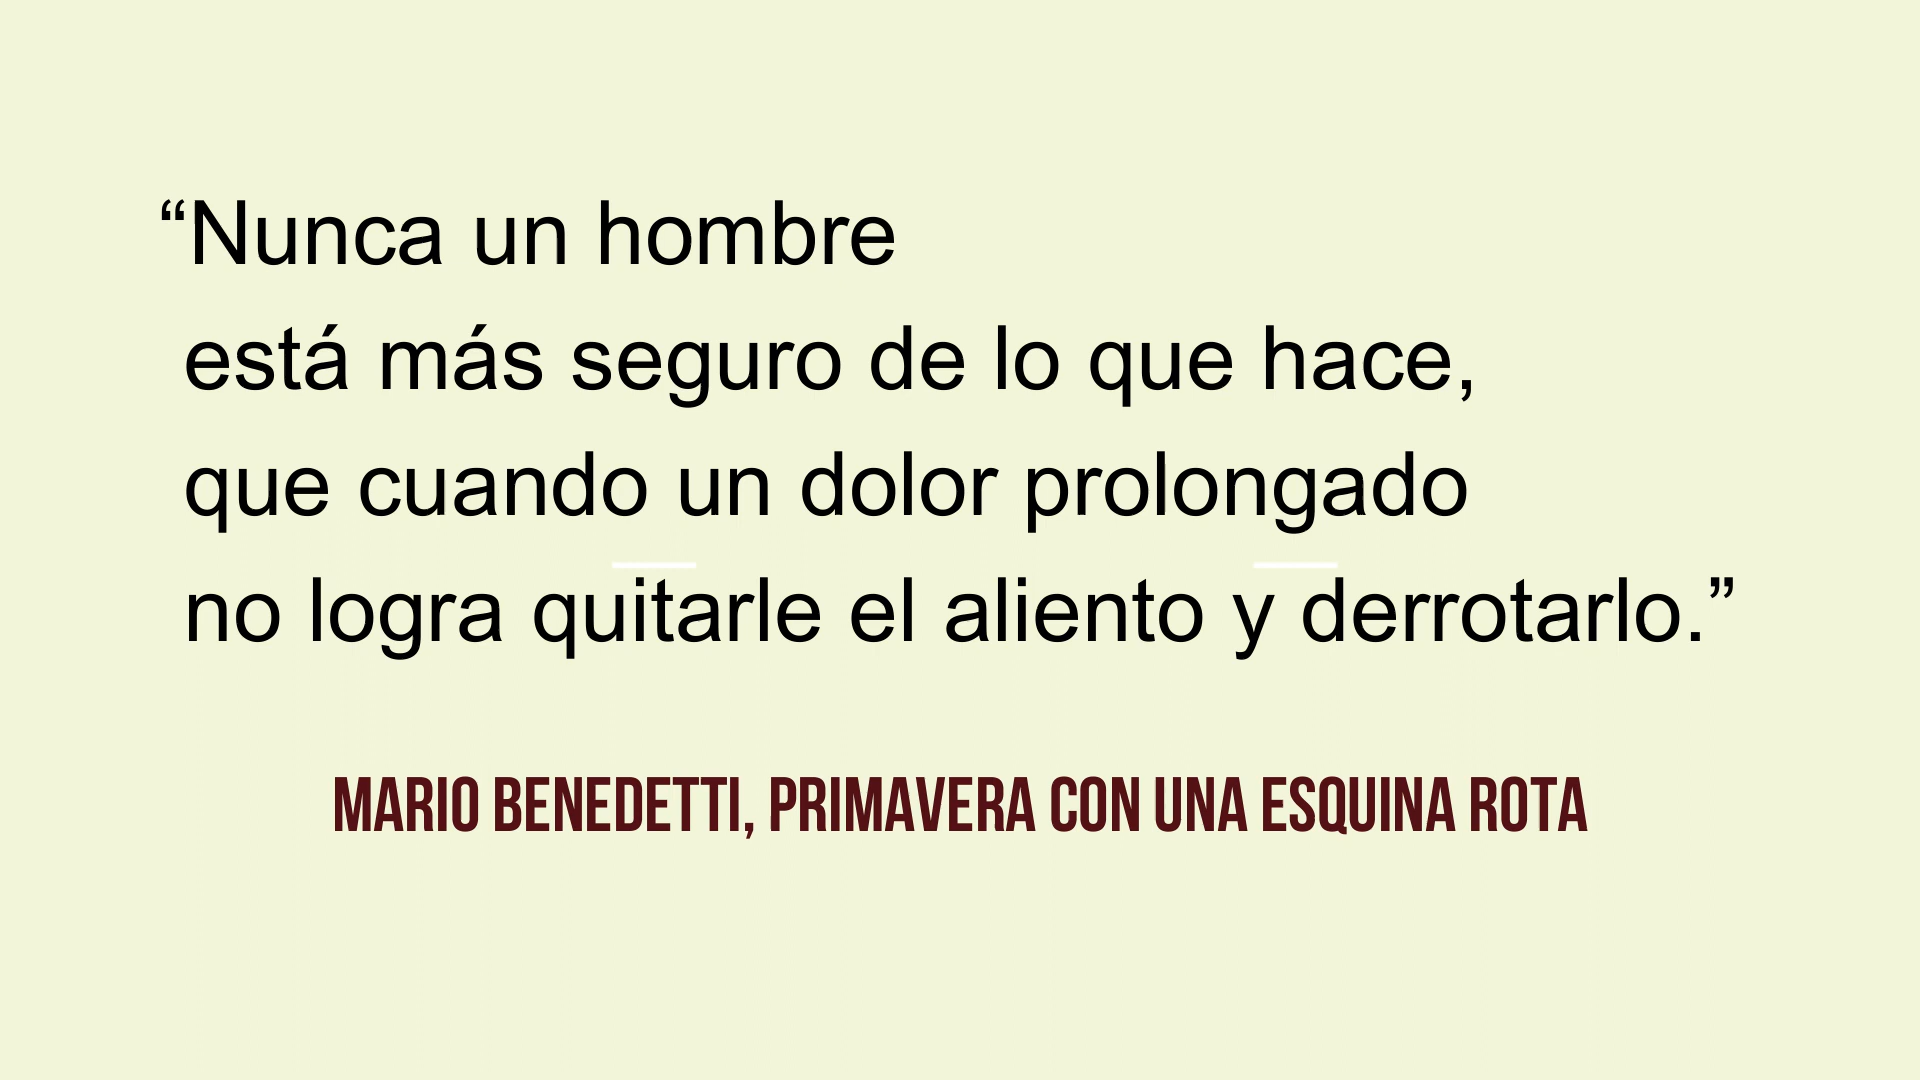 “Nunca un hombre
está más seguro de lo que hace,
que cuando un dolor prolongado
no logra quitarle el aliento y derrotarlo.”
MARIO BENEDETTI, PRIMAVERA CON UNA ESQUINA ROTA